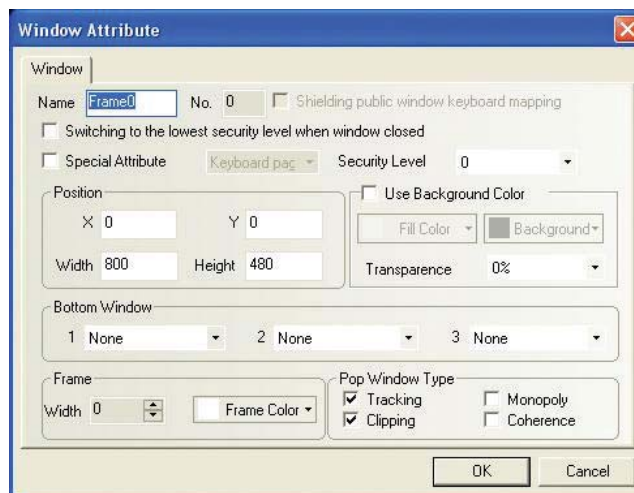 Window Attribute
Window
Name Frame0 No. 0 Shielding public window keyboard mapping
Switching to the lowest security level when window closed
Special Attribute Keyboard pag Security Level 0
Position
X 0 Y 0
Width 800 Height 480
Use Background Color
Fill Color Background
Transparence 0%
Bottom Window
1 None 2 None 3 None
Frame
Width 0 Frame Color
Pop Window Type
Tracking Monopoly
Clipping Coherence
OK Cancel